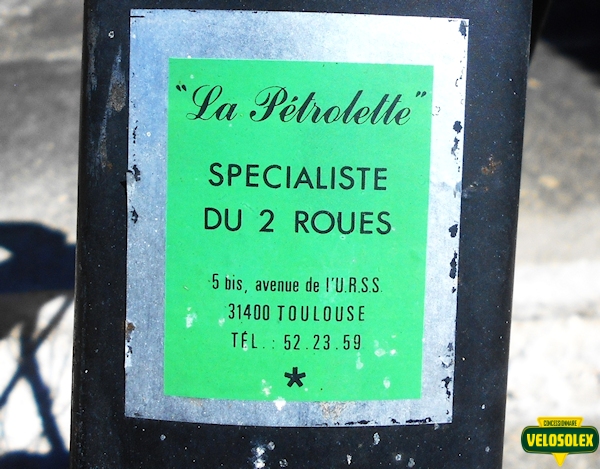 "La Pétrolette"
SPECIALISTE
DU 2 ROUES
5 bis, avenue de l'U.R.S.S.
31400 TOULOUSE
TÉL. : 52.23.59
*
CONCESSIONNAIRE
VELOSOLEX